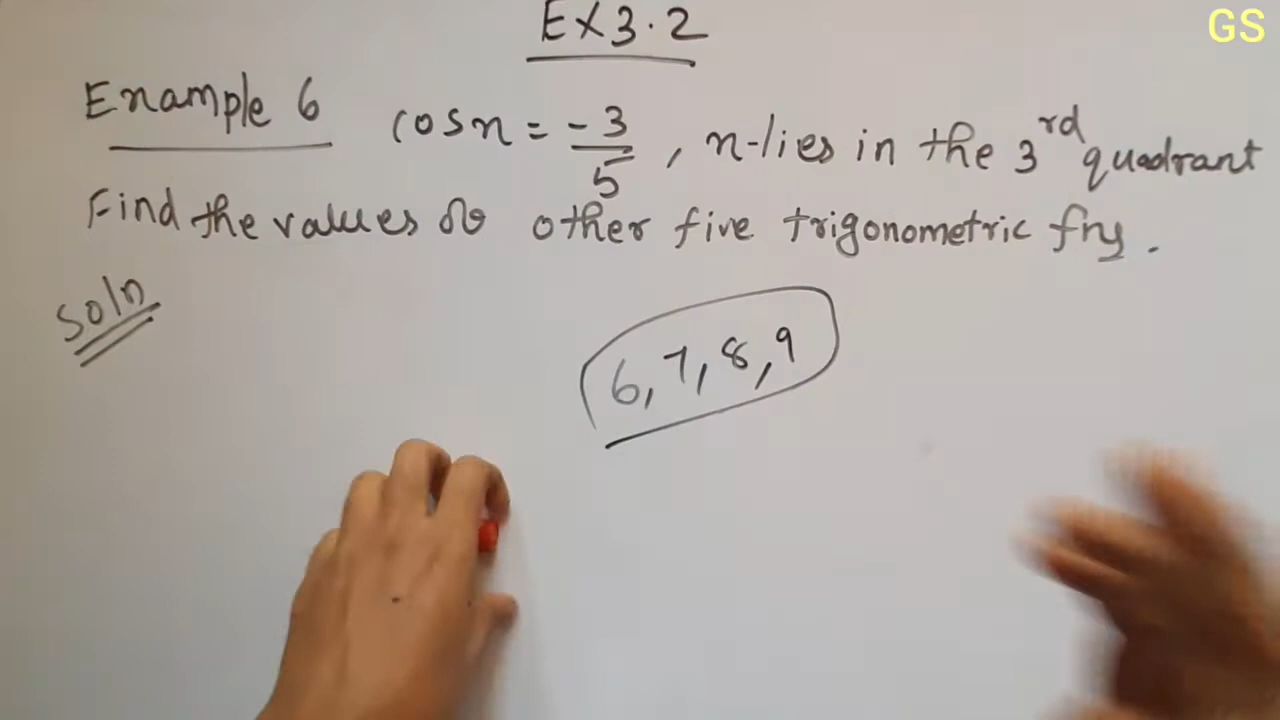 EX 3.2
GS
Example 6 cos x = -3/5, x-lies in the 3rd quadrant
Find the values of other five trigonometric fns.
Soln
6, 7, 8, 9